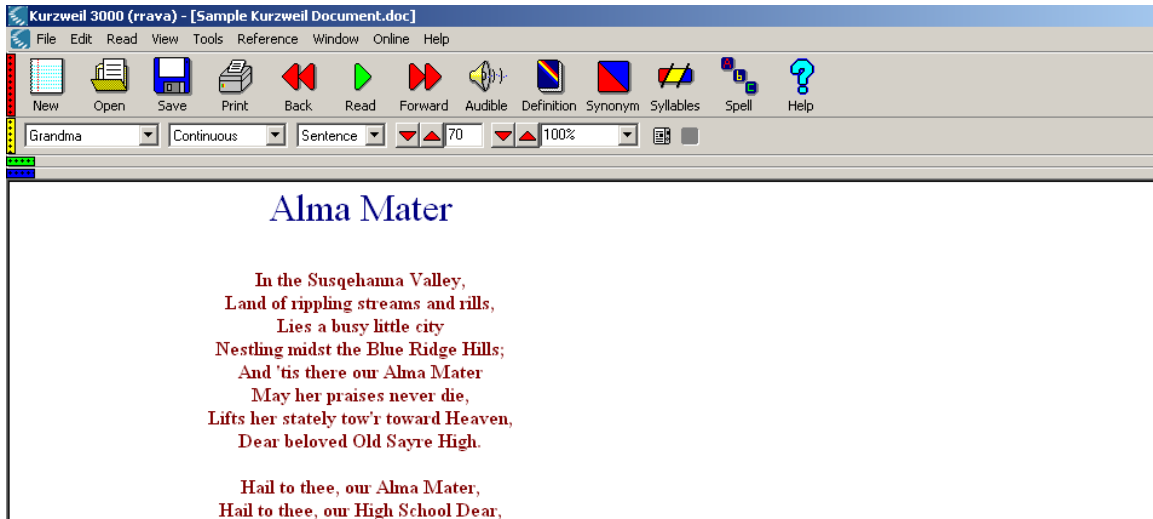 Kurzweil 3000 (rrava) - [Sample Kurzweil Document.doc]
File Edit Read View Tools Reference Window Online Help
New Open Save Print Back Read Forward Audible Definition Synonym Syllables Spell Help
Grandma Continuous Sentence 70 100%
Alma Mater
In the Susqehanna Valley,
Land of rippling streams and rills,
Lies a busy little city
Nestling midst the Blue Ridge Hills;
And 'tis there our Alma Mater
May her praises never die,
Lifts her stately tow'r toward Heaven,
Dear beloved Old Sayre High.
Hail to thee, our Alma Mater,
Hail to thee, our High School Dear,